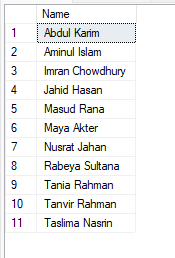 Name
1 Abdul Karim
2 Aminul Islam
3 Imran Chowdhury
4 Jahid Hasan
5 Masud Rana
6 Maya Akter
7 Nusrat Jahan
8 Rabeya Sultana
9 Tania Rahman
10 Tanvir Rahman
11 Taslima Nasrin